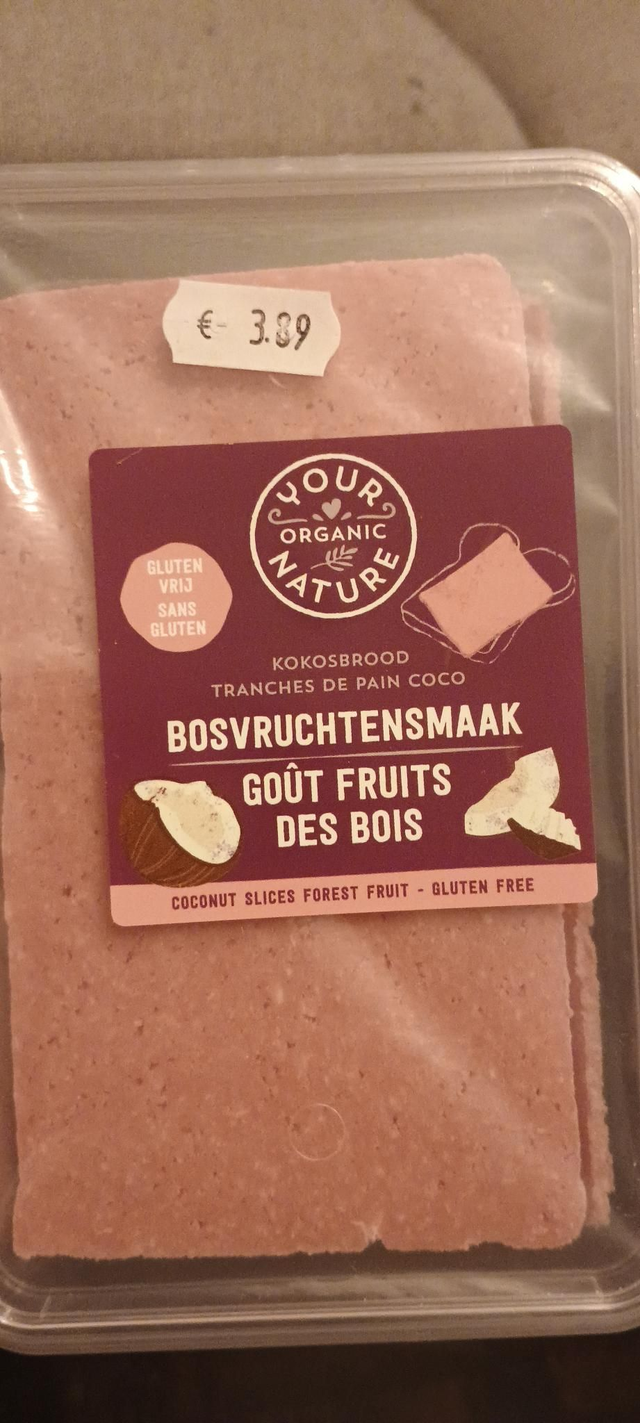 €- 3.89
YOUR
ORGANIC
NATURE
GLUTEN
VRIJ
SANS
GLUTEN
KOKOSBROOD
TRANCHES DE PAIN COCO
BOSVRUCHTENSMAAK
GOÛT FRUITS
DES BOIS
COCONUT SLICES FOREST FRUIT - GLUTEN FREE